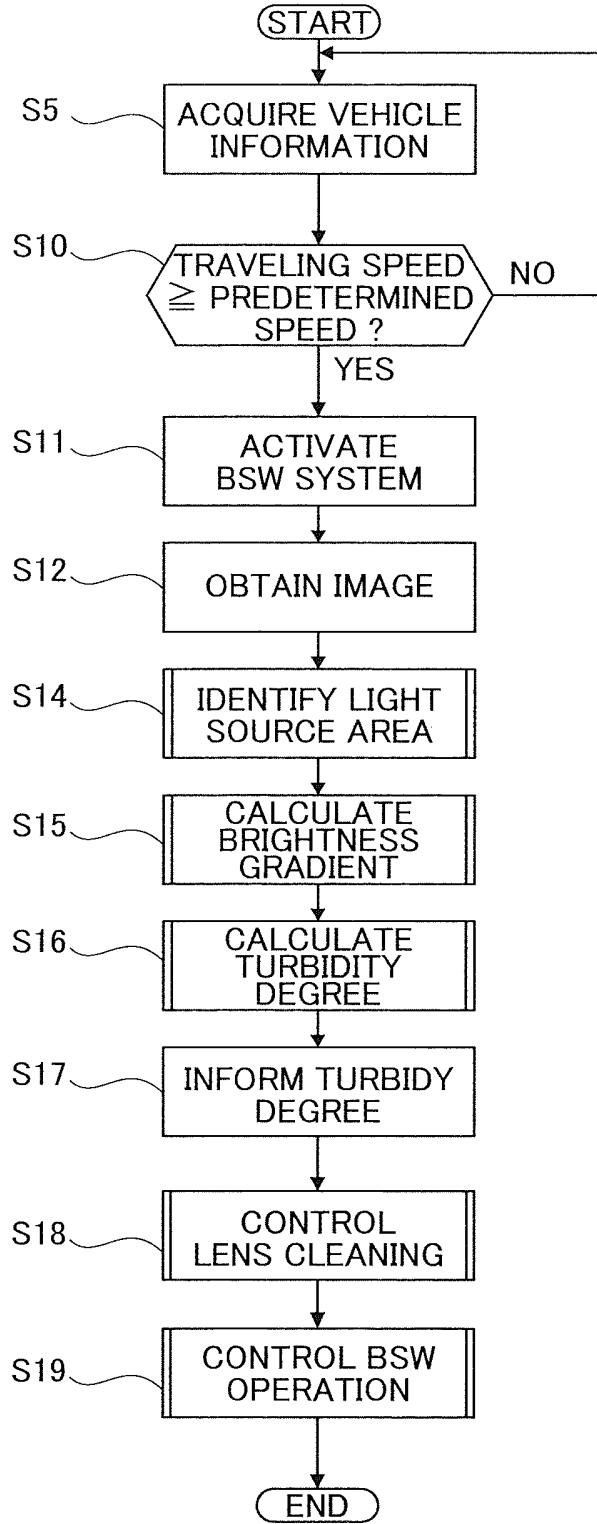 START
S5
ACQUIRE VEHICLE
INFORMATION
S10
TRAVELING SPEED
≧ PREDETERMINED
SPEED ?
NO
YES
S11
ACTIVATE
BSW SYSTEM
S12
OBTAIN IMAGE
S14
IDENTIFY LIGHT
SOURCE AREA
S15
CALCULATE
BRIGHTNESS
GRADIENT
S16
CALCULATE
TURBIDITY
DEGREE
S17
INFORM TURBIDY
DEGREE
S18
CONTROL
LENS CLEANING
S19
CONTROL BSW
OPERATION
END